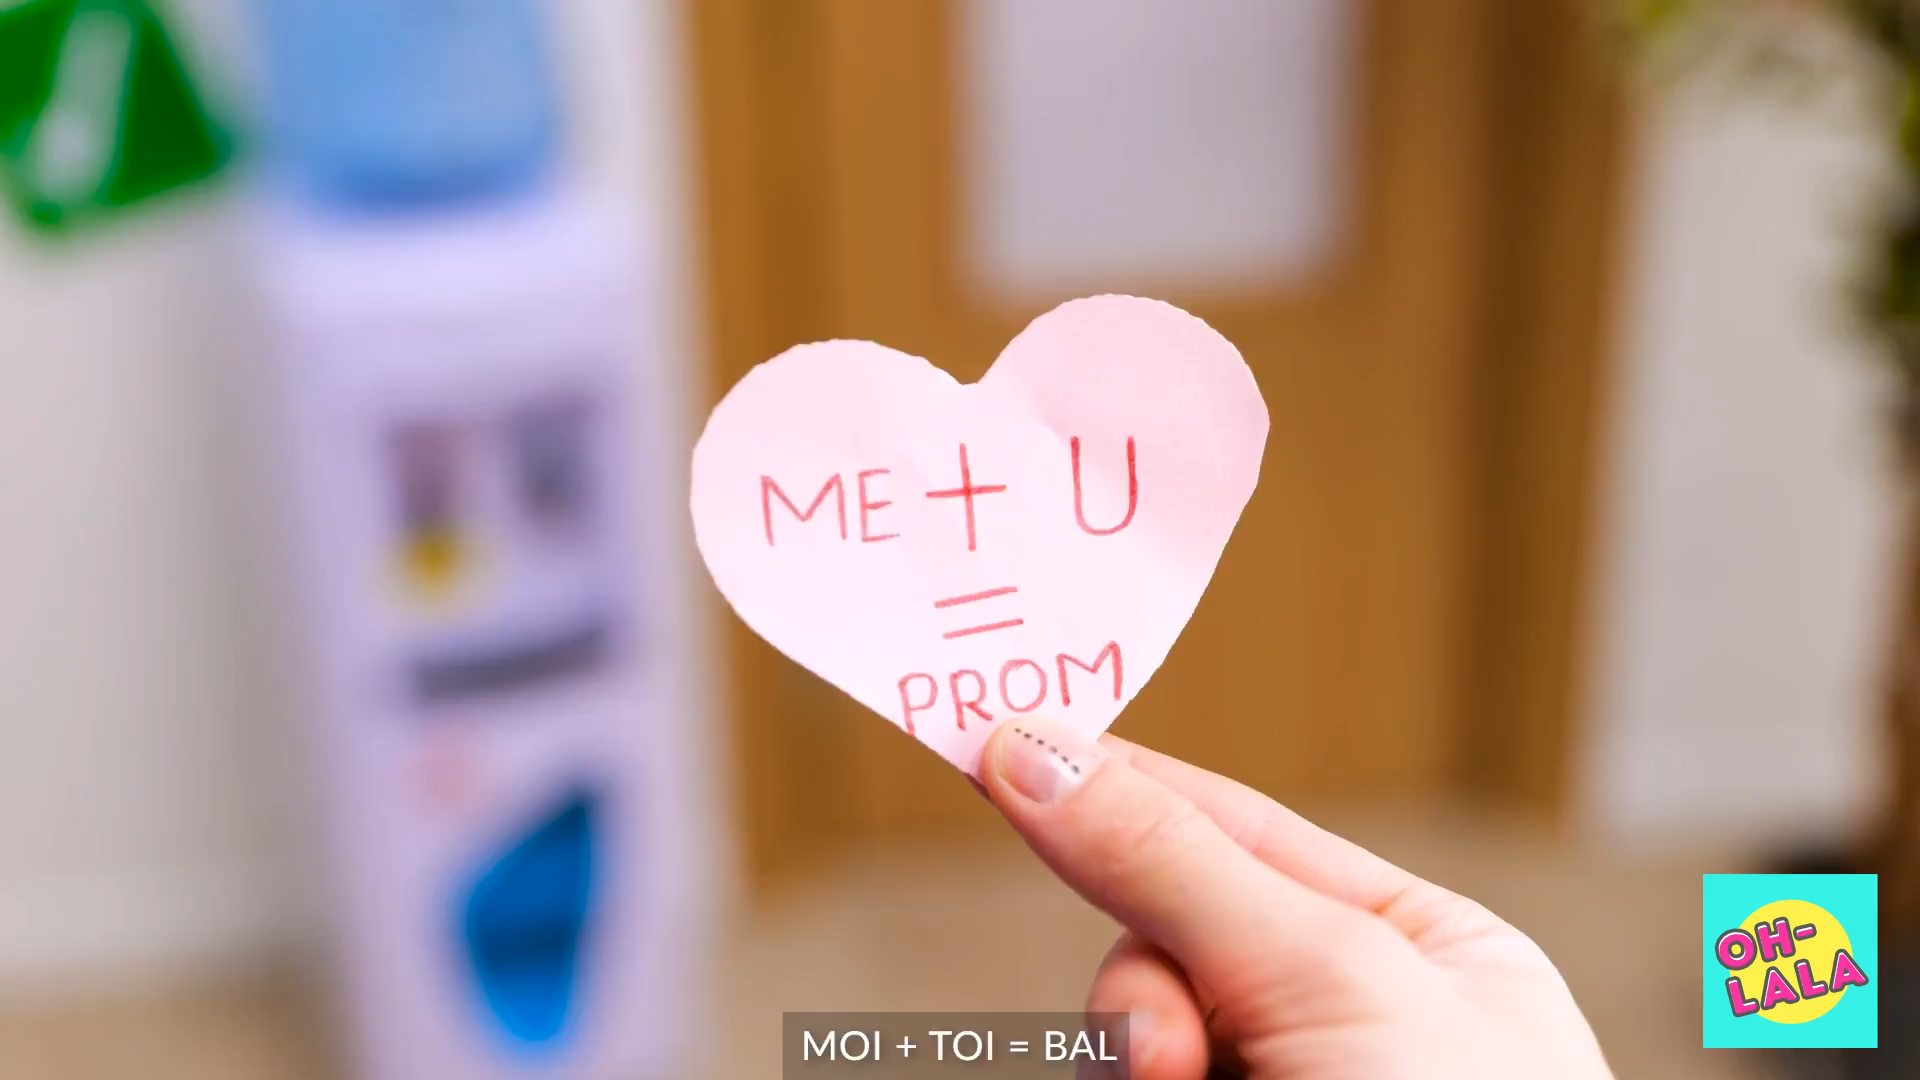 ME + U
=
PROM
MOI + TOI = BAL
OH-
LALA